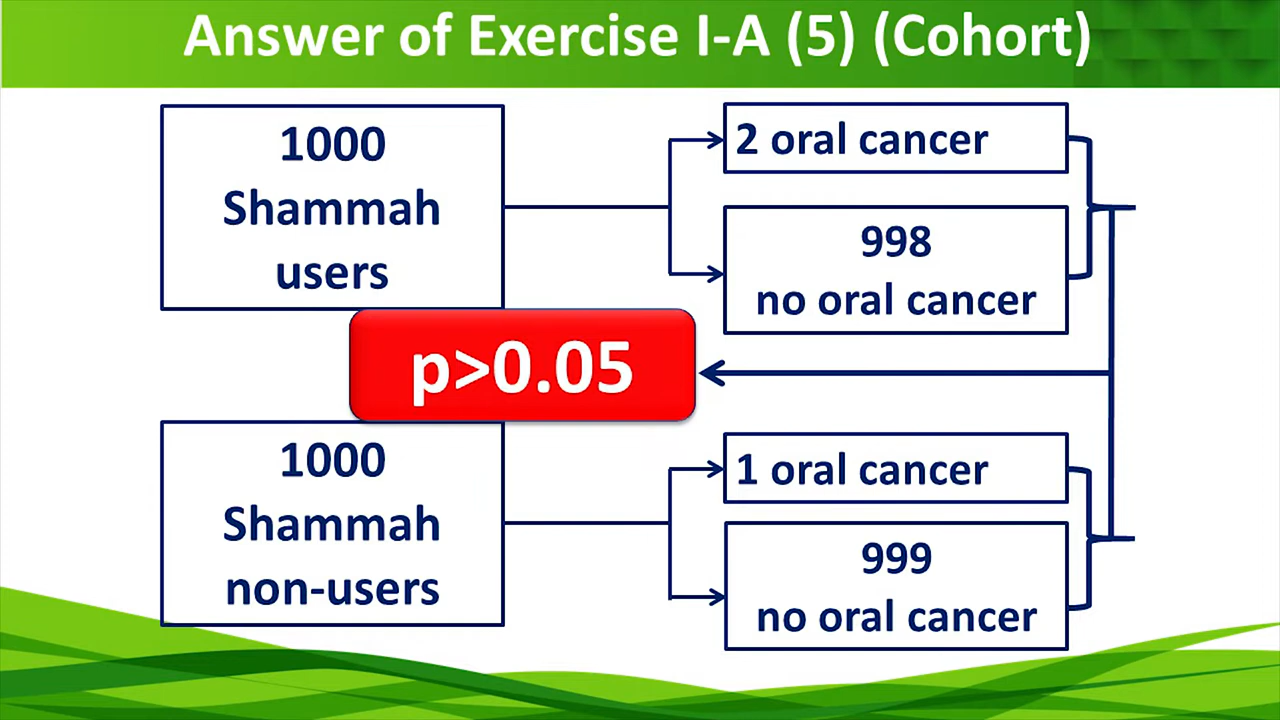 Answer of Exercise I-A (5) (Cohort)
1000
Shammah
users
2 oral cancer
998
no oral cancer
p>0.05
1000
Shammah
non-users
1 oral cancer
999
no oral cancer